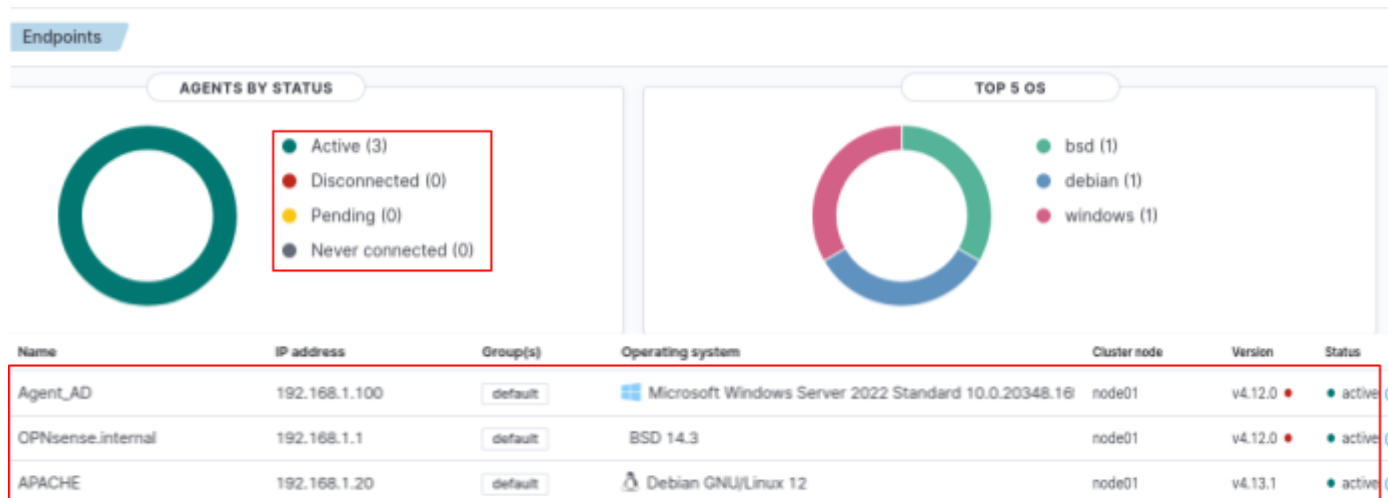 Endpoints
AGENTS BY STATUS
Active (3)
Disconnected (0)
Pending (0)
Never connected (0)
TOP 5 OS
bsd (1)
debian (1)
windows (1)
Name IP address Group(s) Operating system Cluster node Version Status
Agent_AD 192.168.1.100 default Microsoft Windows Server 2022 Standard 10.0.20348.16 node01 v4.12.0 active
OPNsense.internal 192.168.1.1 default BSD 14.3 node01 v4.12.0 active
APACHE 192.168.1.20 default Debian GNU/Linux 12 node01 v4.13.1 active